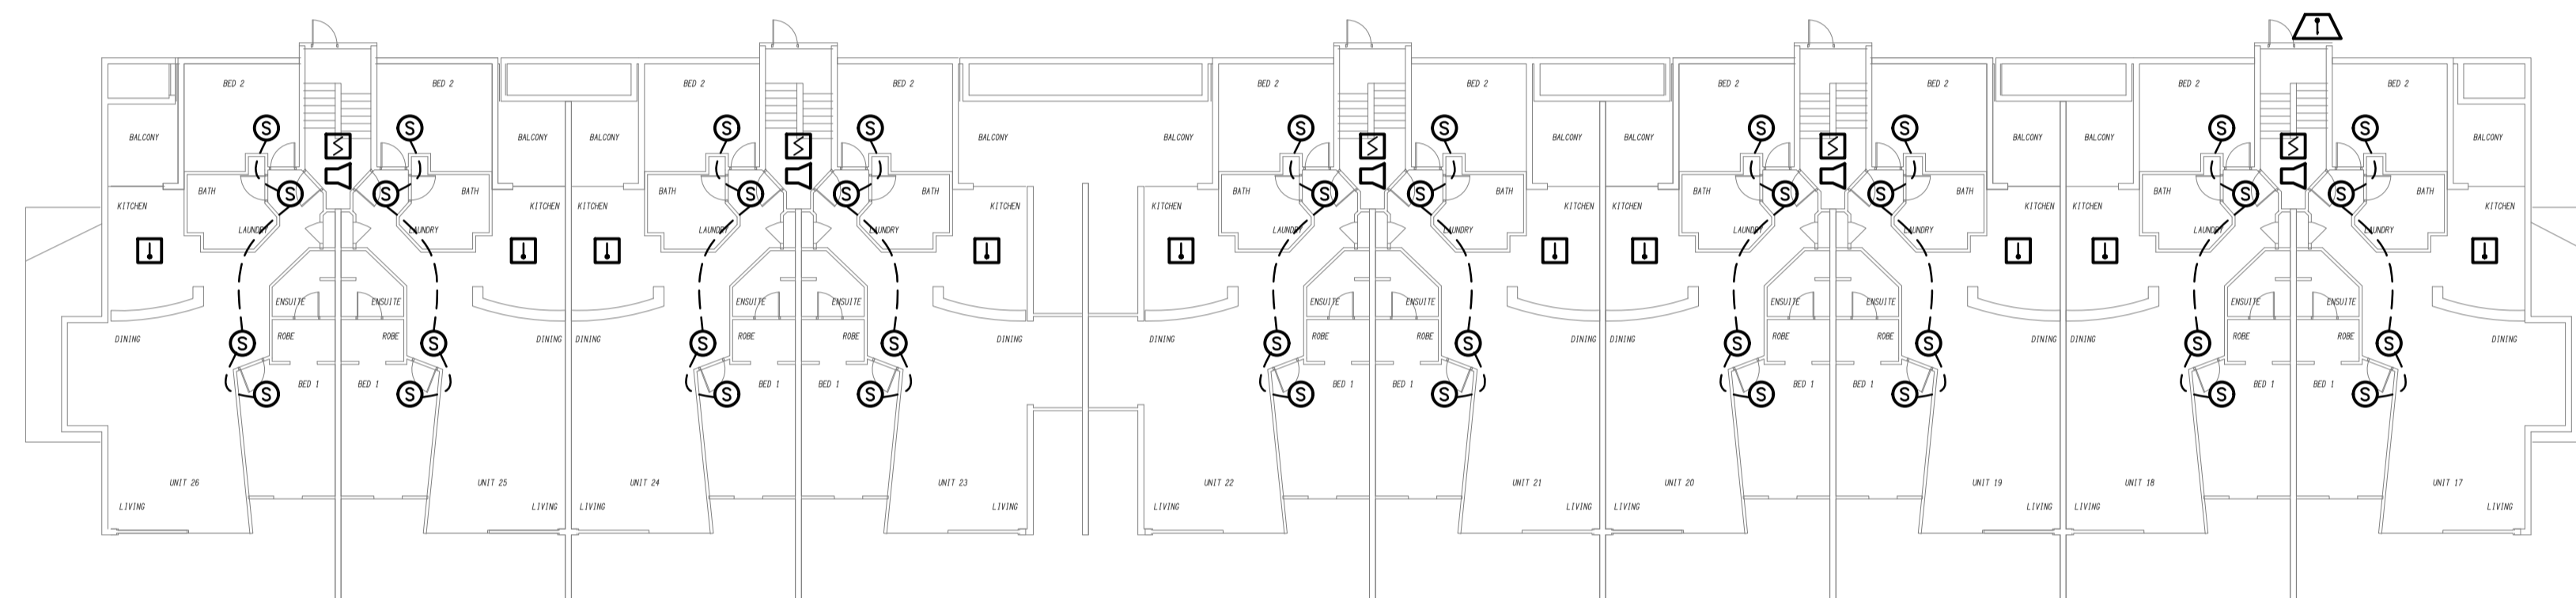 BED 2 BED 2 BED 2 BED 2 BED 2 BED 2 BED 2 BED 2 BED 2 BED 2
S S S S S S S S S S
BALCONY BALCONY BALCONY BALCONY BALCONY BALCONY BALCONY BALCONY BALCONY BALCONY
BATH BATH BATH BATH BATH BATH BATH BATH BATH BATH
S S S S S S S S S S
KITCHEN KITCHEN KITCHEN KITCHEN KITCHEN KITCHEN KITCHEN KITCHEN KITCHEN KITCHEN
LAUNDRY LAUNDRY LAUNDRY LAUNDRY LAUNDRY LAUNDRY LAUNDRY LAUNDRY LAUNDRY LAUNDRY
ENSUITE ENSUITE ENSUITE ENSUITE ENSUITE ENSUITE ENSUITE ENSUITE ENSUITE ENSUITE
ROBE ROBE ROBE ROBE ROBE ROBE ROBE ROBE ROBE ROBE
DINING DINING DINING DINING DINING DINING DINING DINING DINING DINING
S S S S S S S S S S
BED 1 BED 1 BED 1 BED 1 BED 1 BED 1 BED 1 BED 1 BED 1 BED 1
S S S S S S S S S S
UNIT 26 UNIT 25 UNIT 24 UNIT 23 UNIT 22 UNIT 21 UNIT 20 UNIT 19 UNIT 18 UNIT 17
LIVING LIVING LIVING LIVING LIVING LIVING LIVING LIVING LIVING LIVING